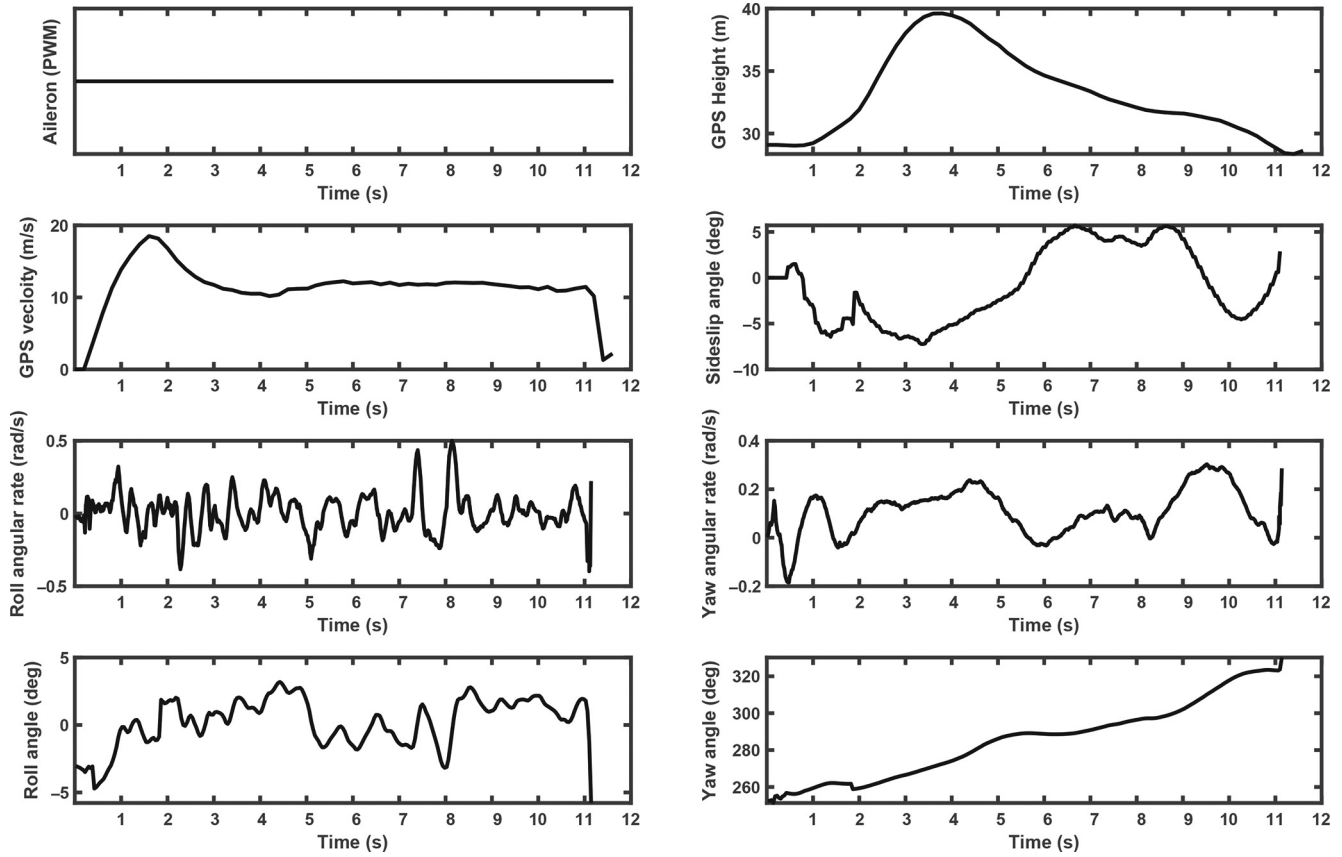 Aileron (PWM)
1 2 3 4 5 6 7 8 9 10 11 12
Time (s)
GPS Height (m)
40
35
30
1 2 3 4 5 6 7 8 9 10 11 12
Time (s)
GPS vecloity (m/s)
20
10
0
1 2 3 4 5 6 7 8 9 10 11 12
Time (s)
Sideslip angle (deg)
5
0
−5
−10
1 2 3 4 5 6 7 8 9 10 11 12
Time (s)
Roll angular rate (rad/s)
0.5
0
−0.5
1 2 3 4 5 6 7 8 9 10 11 12
Time (s)
Yaw angular rate (rad/s)
0.4
0.2
0
−0.2
1 2 3 4 5 6 7 8 9 10 11 12
Time (s)
Roll angle (deg)
5
0
−5
1 2 3 4 5 6 7 8 9 10 11 12
Time (s)
Yaw angle (deg)
320
300
280
260
1 2 3 4 5 6 7 8 9 10 11 12
Time (s)